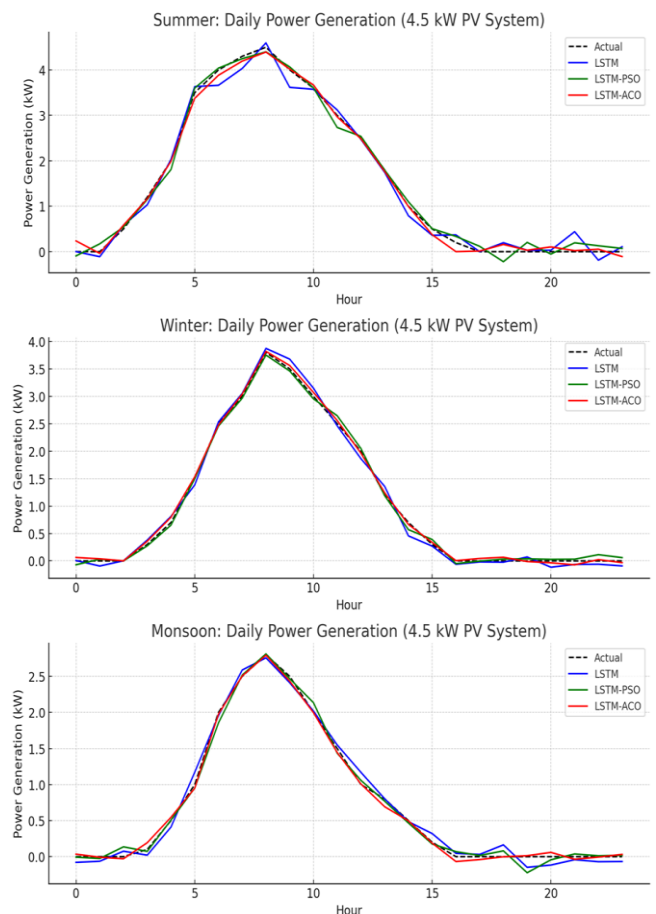 Summer: Daily Power Generation (4.5 kW PV System)
Power Generation (kW)
4
3
2
1
0
Actual
LSTM
LSTM-PSO
LSTM-ACO
0 5 10 15 20
Hour
Winter: Daily Power Generation (4.5 kW PV System)
Power Generation (kW)
4.0
3.5
3.0
2.5
2.0
1.5
1.0
0.5
0.0
Actual
LSTM
LSTM-PSO
LSTM-ACO
0 5 10 15 20
Hour
Monsoon: Daily Power Generation (4.5 kW PV System)
Power Generation (kW)
2.5
2.0
1.5
1.0
0.5
0.0
Actual
LSTM
LSTM-PSO
LSTM-ACO
0 5 10 15 20
Hour